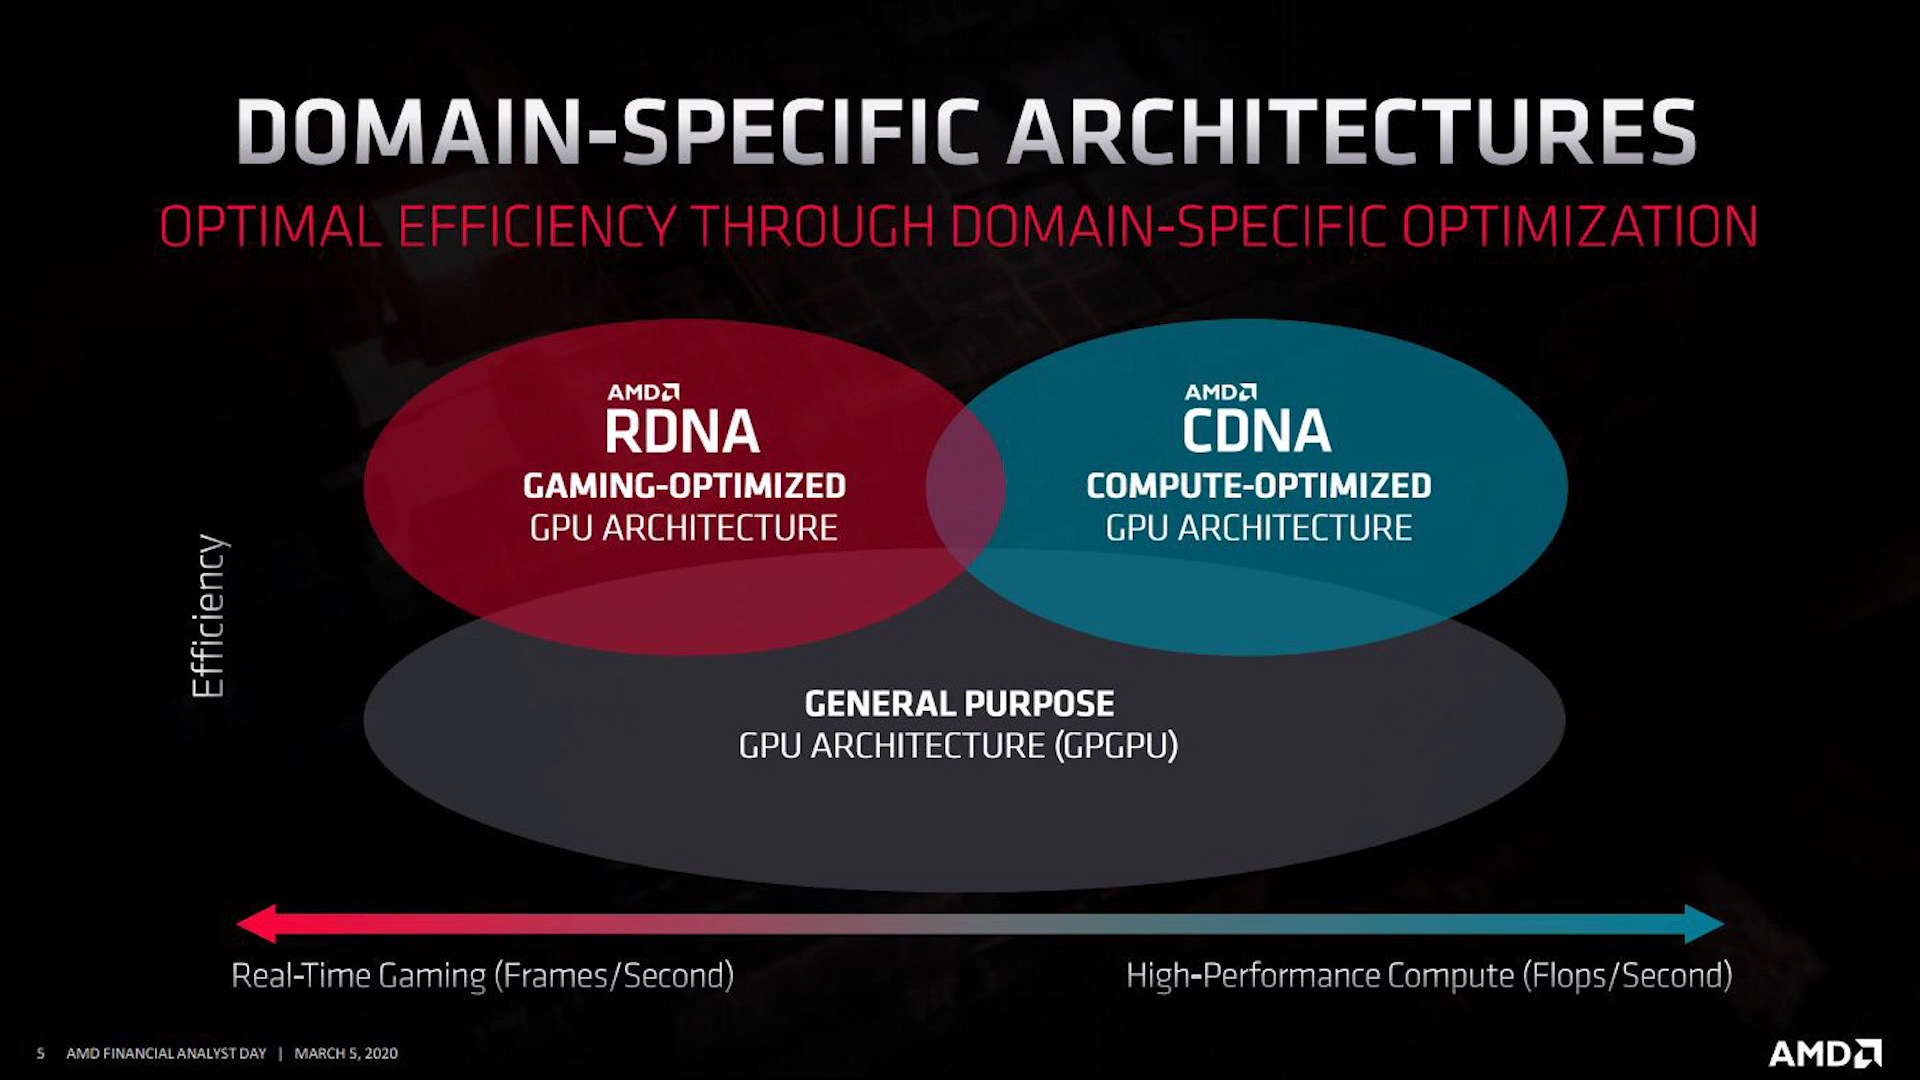 DOMAIN-SPECIFIC ARCHITECTURES
OPTIMAL EFFICIENCY THROUGH DOMAIN-SPECIFIC OPTIMIZATION
AMD
RDNA
GAMING-OPTIMIZED
GPU ARCHITECTURE
AMD
CDNA
COMPUTE-OPTIMIZED
GPU ARCHITECTURE
Efficiency
GENERAL PURPOSE
GPU ARCHITECTURE (GPGPU)
Real-Time Gaming (Frames/Second)
High-Performance Compute (Flops/Second)
5 AMD FINANCIAL ANALYST DAY | MARCH 5, 2020
AMD